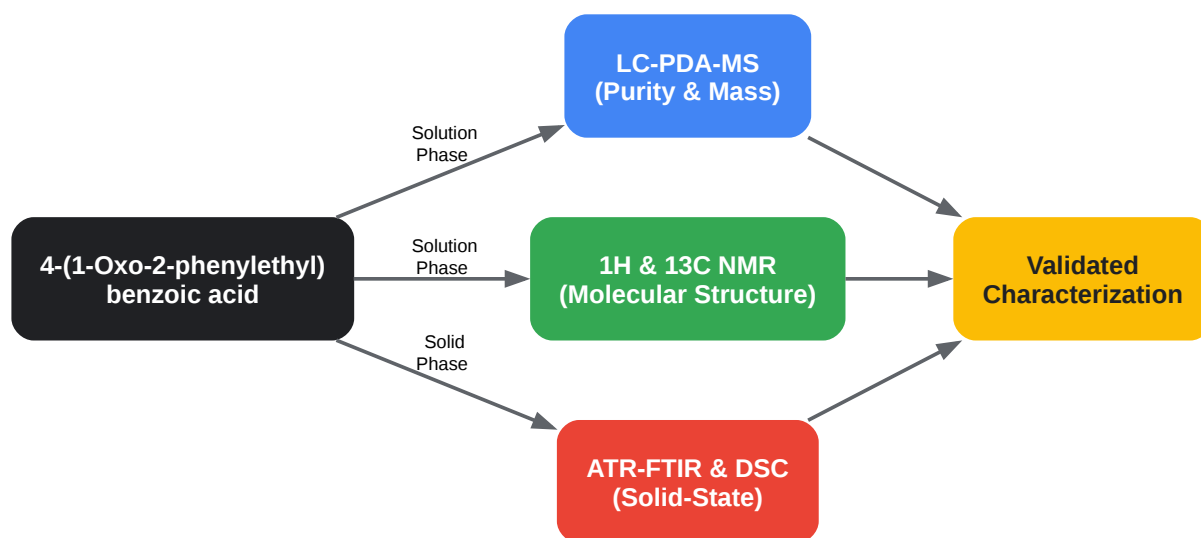 LC-PDA-MS
(Purity & Mass)
Solution
Phase
4-(1-Oxo-2-phenylethyl)
benzoic acid
Solution
Phase
1H & 13C NMR
(Molecular Structure)
Validated
Characterization
Solid
Phase
ATR-FTIR & DSC
(Solid-State)